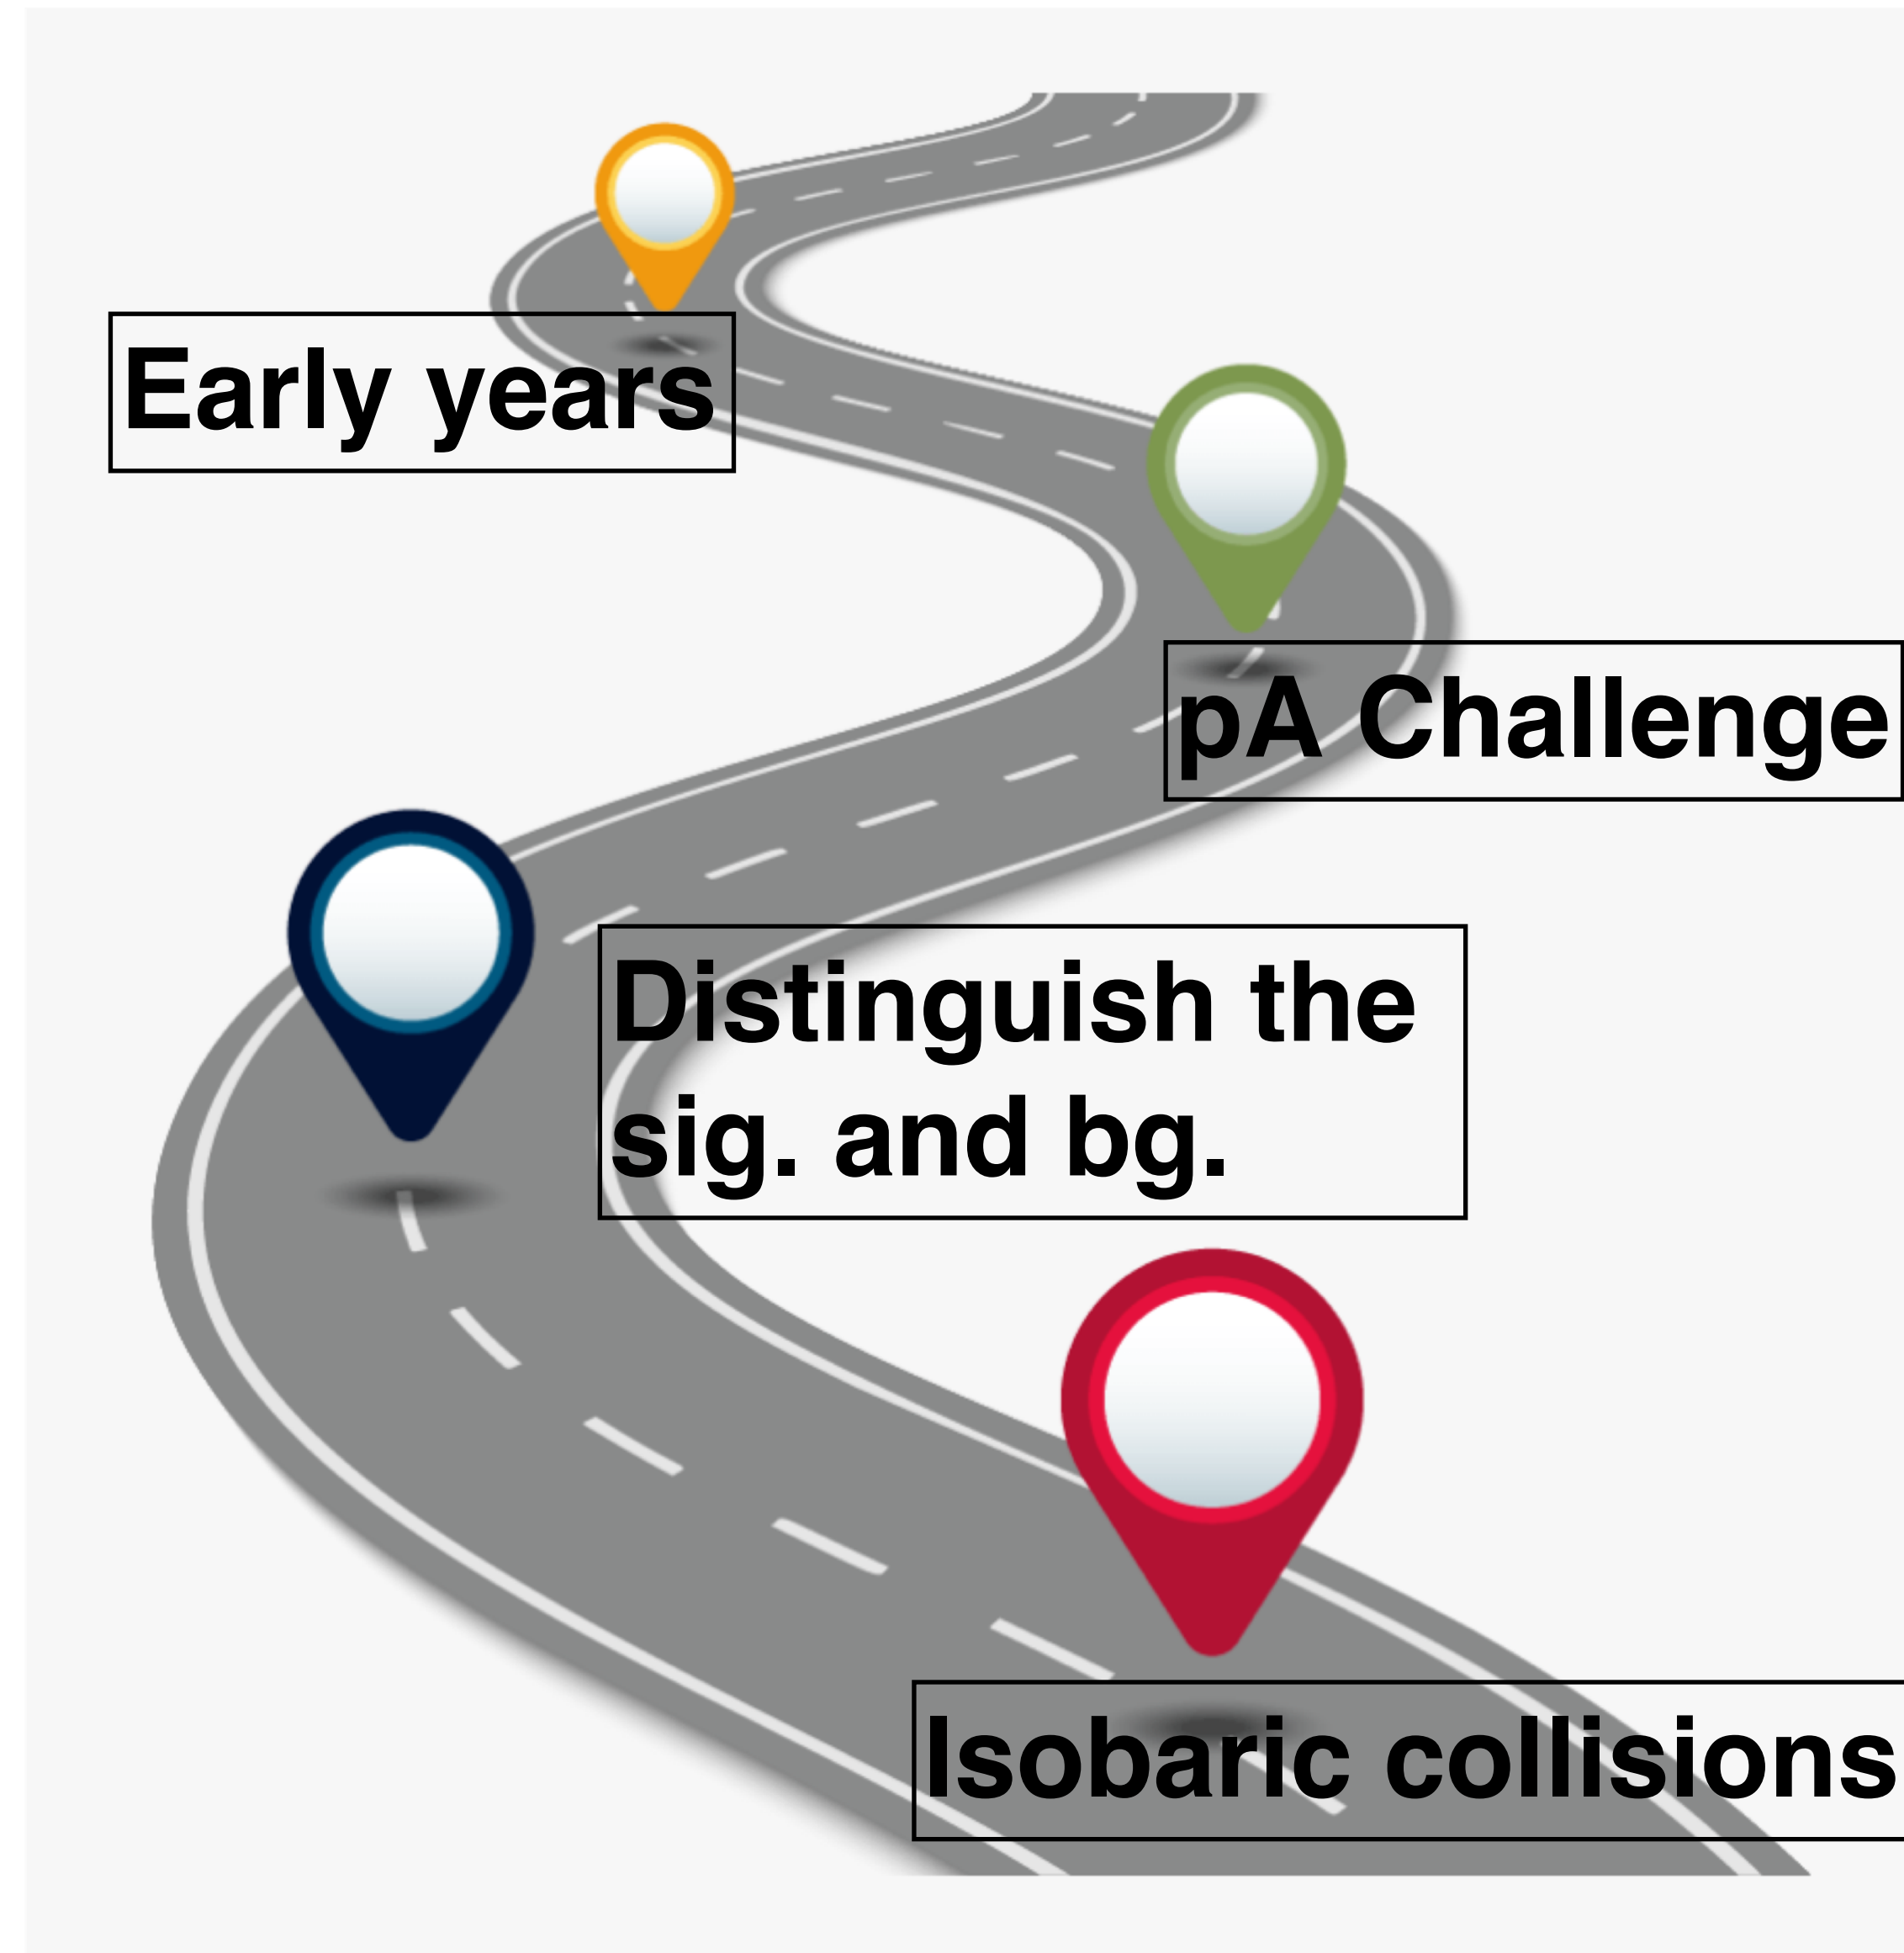 Early years
pA Challenge
Distinguish the
sig. and bg.
Isobaric collisions